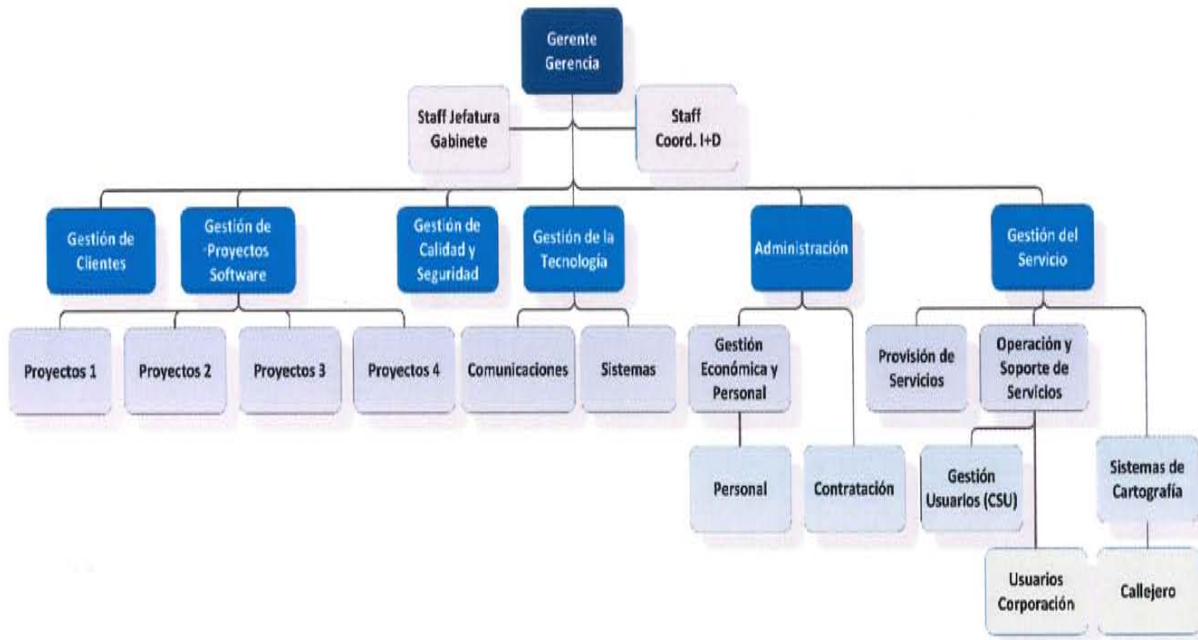 Gerente
Gerencia
Staff Jefatura
Gabinete
Staff
Coord. I+D
Gestión de
Clientes
Gestión de
Proyectos
Software
Gestión de
Calidad y
Seguridad
Gestión de la
Tecnología
Administración
Gestión del
Servicio
Proyectos 1
Proyectos 2
Proyectos 3
Proyectos 4
Comunicaciones
Sistemas
Gestión
Económica y
Personal
Provisión de
Servicios
Operación y
Soporte de
Servicios
Personal
Contratación
Gestión
Usuarios (CSU)
Sistemas de
Cartografía
Usuarios
Corporación
Callejero